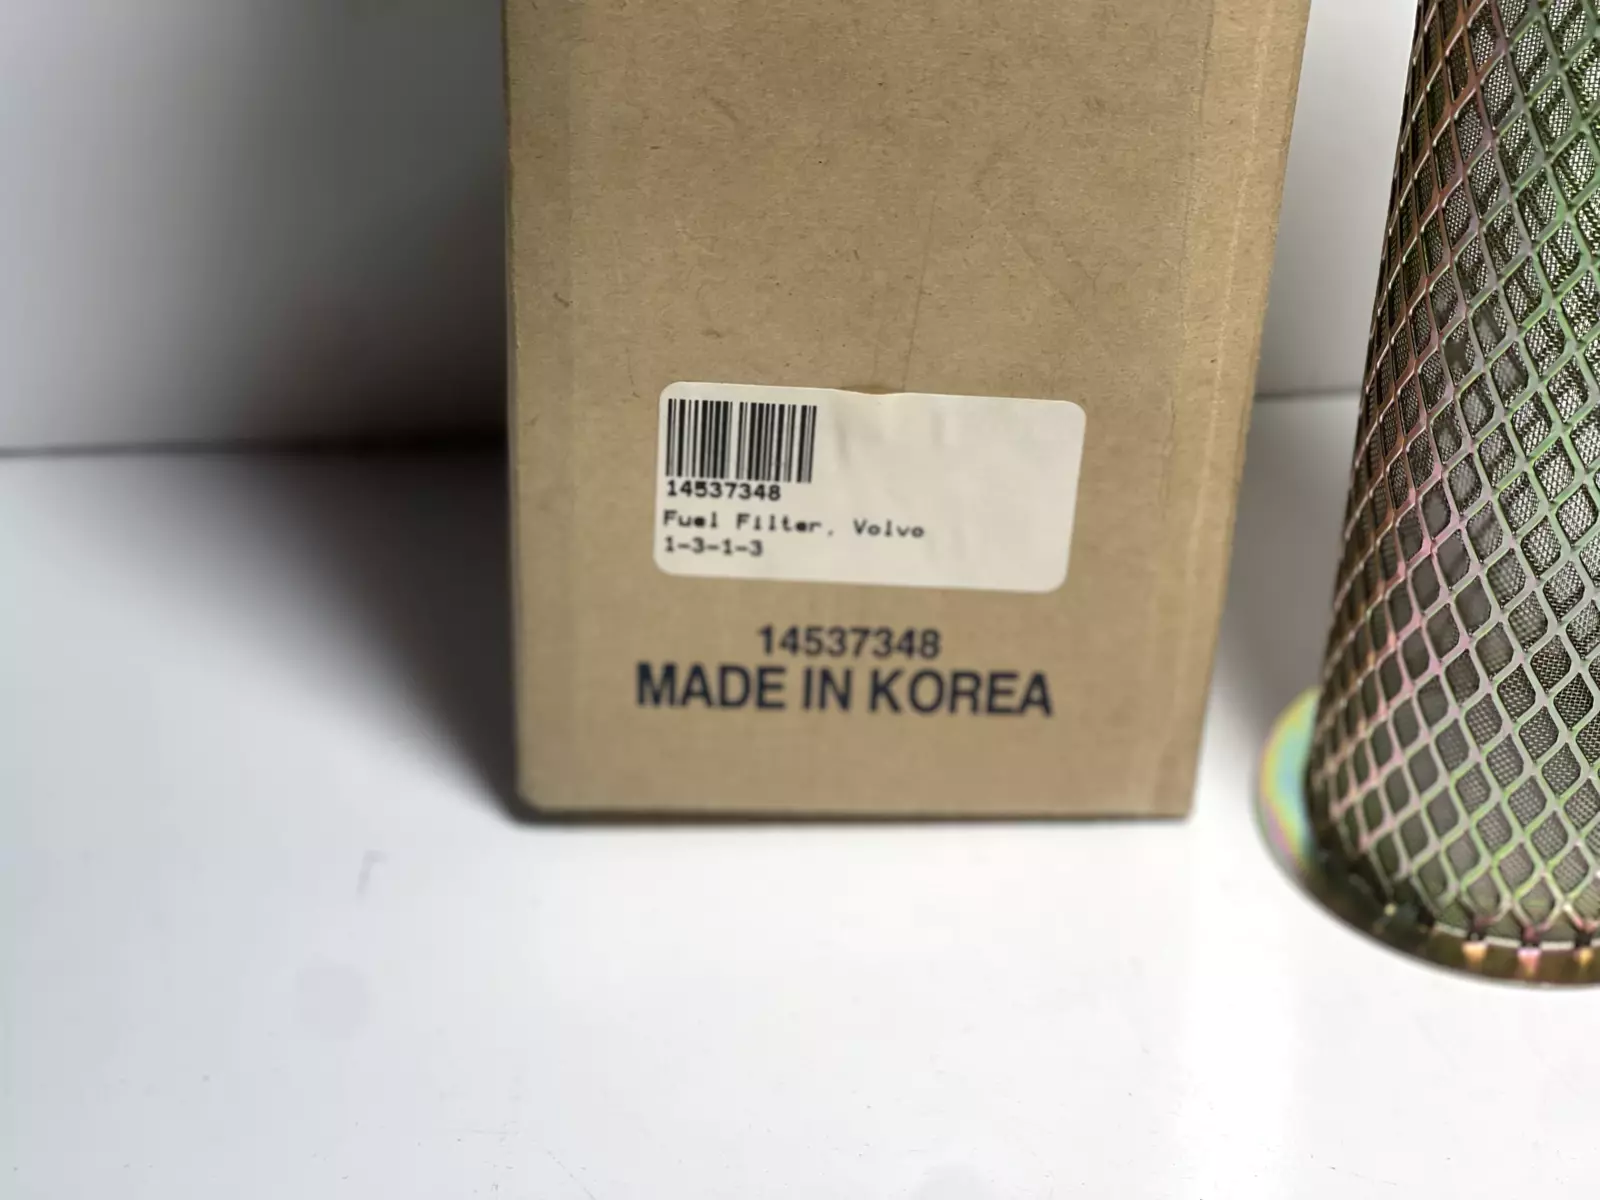 14537348
Fuel Filter, Volvo
1-3-1-3
14537348
MADE IN KOREA